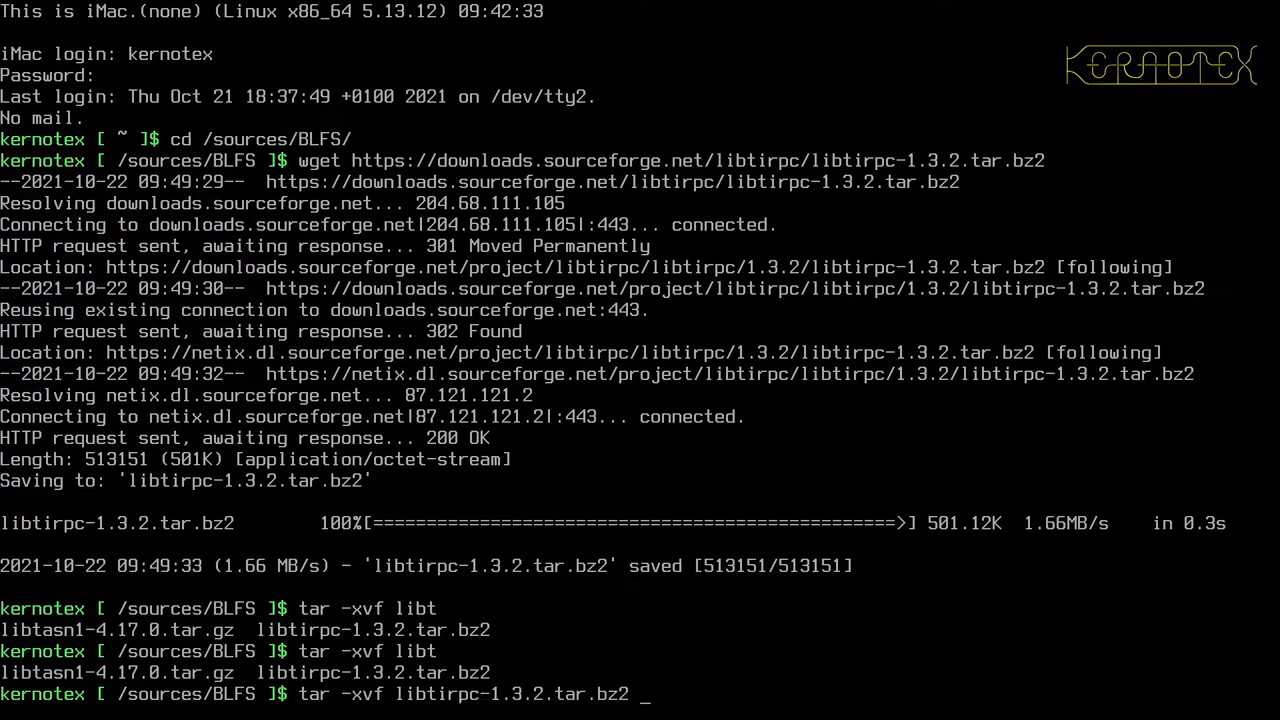 This is iMac.(none) (Linux x86_64 5.13.12) 09:42:33
KERNOTEX
iMac login: kernotex
Password:
Last login: Thu Oct 21 18:37:49 +0100 2021 on /dev/tty2.
No mail.
kernotex [ ~ ]$ cd /sources/BLFS/
kernotex [ /sources/BLFS ]$ wget https://downloads.sourceforge.net/libtirpc/libtirpc-1.3.2.tar.bz2
--2021-10-22 09:49:29--  https://downloads.sourceforge.net/libtirpc/libtirpc-1.3.2.tar.bz2
Resolving downloads.sourceforge.net... 204.68.111.105
Connecting to downloads.sourceforge.net|204.68.111.105|:443... connected.
HTTP request sent, awaiting response... 301 Moved Permanently
Location: https://downloads.sourceforge.net/project/libtirpc/libtirpc/1.3.2/libtirpc-1.3.2.tar.bz2 [following]
--2021-10-22 09:49:30--  https://downloads.sourceforge.net/project/libtirpc/libtirpc/1.3.2/libtirpc-1.3.2.tar.bz2
Reusing existing connection to downloads.sourceforge.net:443.
HTTP request sent, awaiting response... 302 Found
Location: https://netix.dl.sourceforge.net/project/libtirpc/libtirpc/1.3.2/libtirpc-1.3.2.tar.bz2 [following]
--2021-10-22 09:49:32--  https://netix.dl.sourceforge.net/project/libtirpc/libtirpc/1.3.2/libtirpc-1.3.2.tar.bz2
Resolving netix.dl.sourceforge.net... 87.121.121.2
Connecting to netix.dl.sourceforge.net|87.121.121.2|:443... connected.
HTTP request sent, awaiting response... 200 OK
Length: 513151 (501K) [application/octet-stream]
Saving to: 'libtirpc-1.3.2.tar.bz2'
libtirpc-1.3.2.tar.bz2        100%[=================================================>] 501.12K  1.66MB/s    in 0.3s
2021-10-22 09:49:33 (1.66 MB/s) - 'libtirpc-1.3.2.tar.bz2' saved [513151/513151]
kernotex [ /sources/BLFS ]$ tar -xvf libt
libtasn1-4.17.0.tar.gz  libtirpc-1.3.2.tar.bz2
kernotex [ /sources/BLFS ]$ tar -xvf libt
libtasn1-4.17.0.tar.gz  libtirpc-1.3.2.tar.bz2
kernotex [ /sources/BLFS ]$ tar -xvf libtirpc-1.3.2.tar.bz2 _